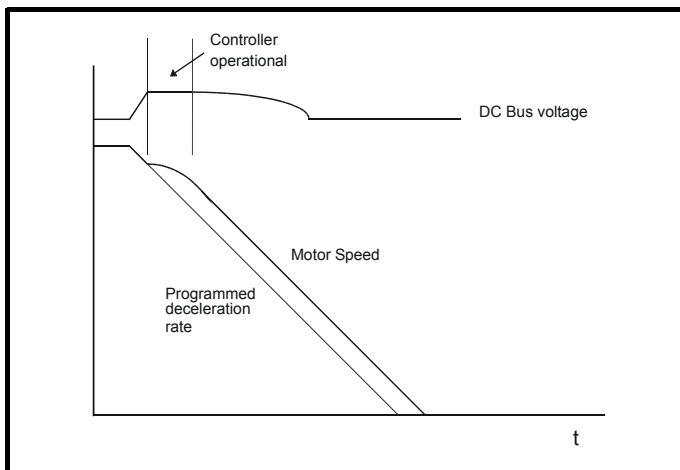 Controller
operational
DC Bus voltage
Motor Speed
Programmed
deceleration
rate
t